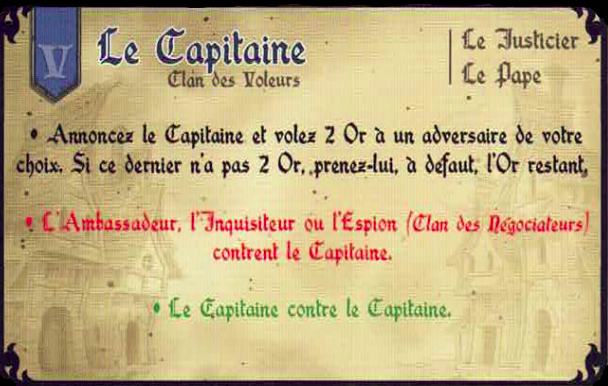 V
Le Capitaine
Clan des Voleurs
Le Justicier
Le Pape
• Annoncez le Capitaine et volez 2 Or à un adversaire de votre
choix. Si ce dernier n'a pas 2 Or, prenez-lui, à defaut, l'Or restant,
• L'Ambassadeur, l'Inquisiteur ou l'Espion (Clan des Négociateurs)
contrent le Capitaine.
• Le Capitaine contre le Capitaine.